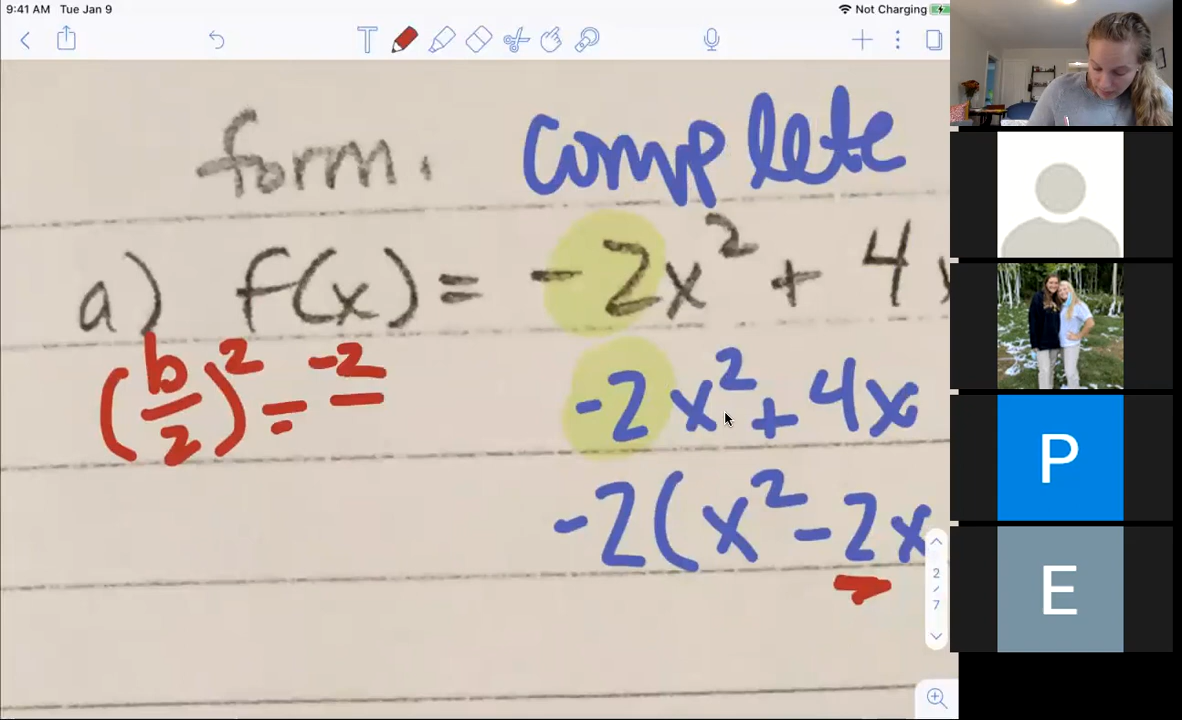 9:41 AM Tue Jan 9
Not Charging
T
form. Complete
a) f(x) = -2x² + 4x
(b/2)² = -2
-2x² + 4x
-2(x² - 2x
2
/
7
P
E